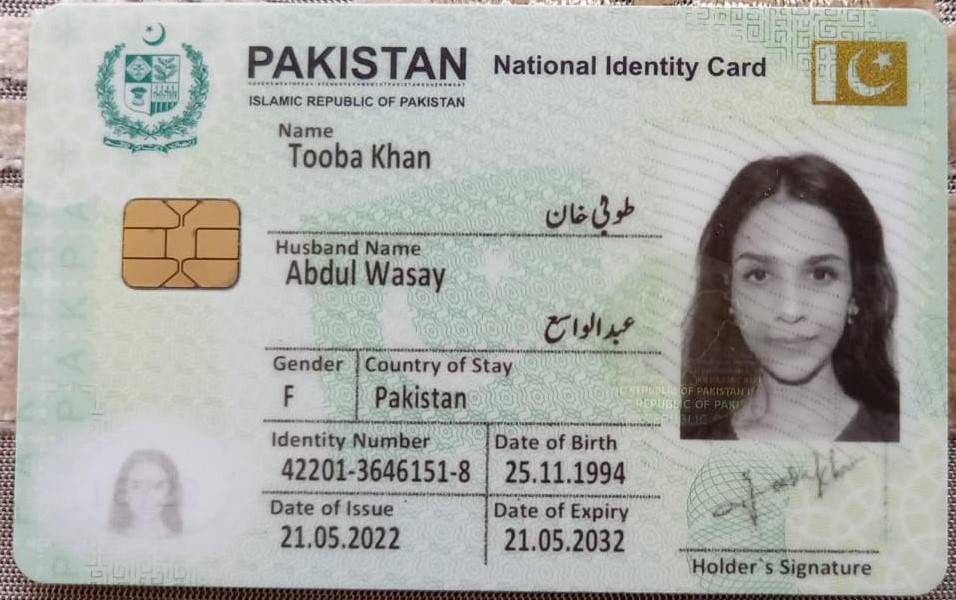 PAKISTAN National Identity Card
ISLAMIC REPUBLIC OF PAKISTAN
Name
Tooba Khan
طوبیٰ خان
Husband Name
Abdul Wasay
عبدالواسع
Gender Country of Stay
F Pakistan
Identity Number Date of Birth
42201-3646151-8 25.11.1994
Date of Issue Date of Expiry
21.05.2022 21.05.2032
Holder`s Signature